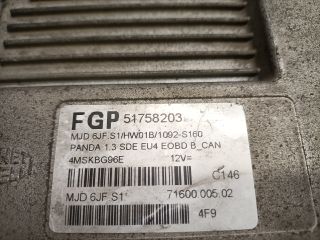 FGP 51758203
MJD 6JF.S1/HW01B/1092-S160
PANDA 1.3 SDE EU4 EOBD B_CAN
4MSKBG96E 12V=
C146
MJD 6JF.S1 71600.005.02
4F9